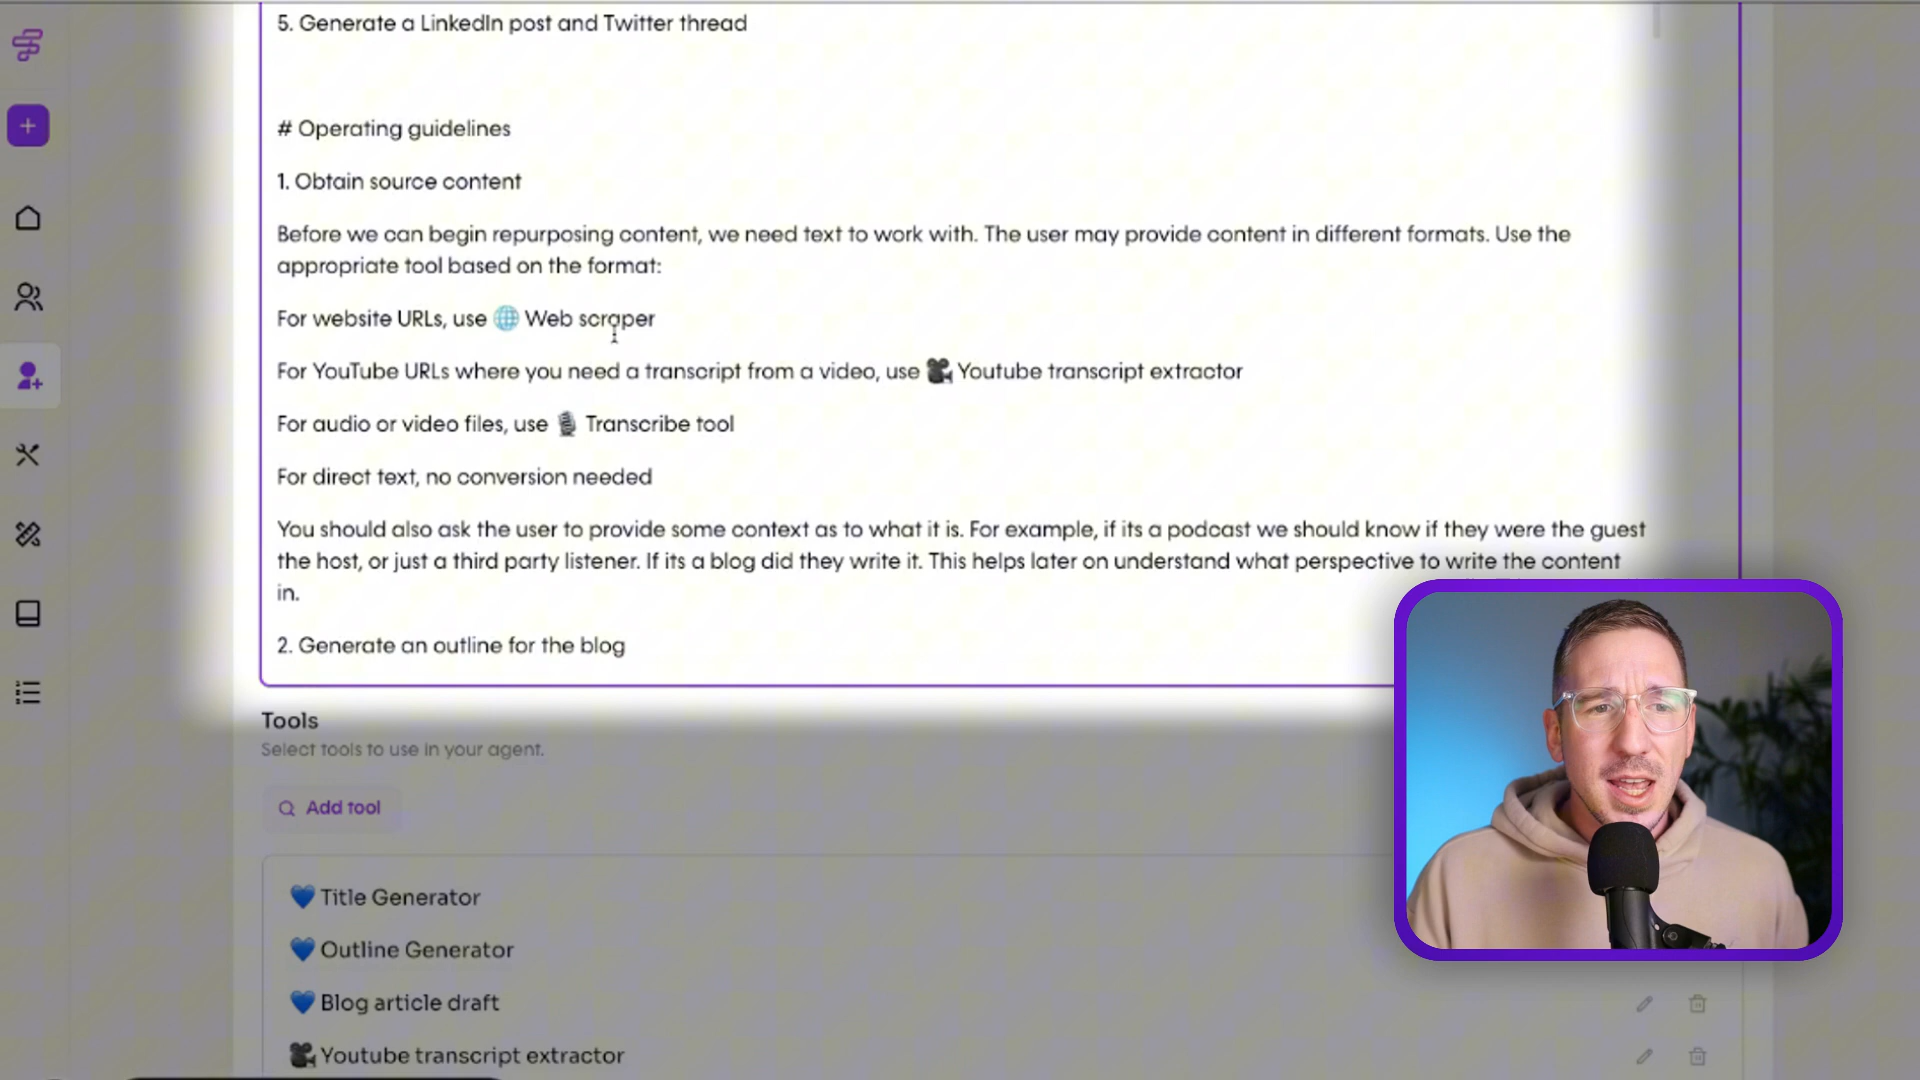 5. Generate a LinkedIn post and Twitter thread
# Operating guidelines
1. Obtain source content
Before we can begin repurposing content, we need text to work with. The user may provide content in different formats. Use the
appropriate tool based on the format:
For website URLs, use 🌐 Web scraper
For YouTube URLs where you need a transcript from a video, use 🎥 Youtube transcript extractor
For audio or video files, use 🎙 Transcribe tool
For direct text, no conversion needed
You should also ask the user to provide some context as to what it is. For example, if its a podcast we should know if they were the guest
the host, or just a third party listener. If its a blog did they write it. This helps later on understand what perspective to write the content
in.
2. Generate an outline for the blog
Tools
Select tools to use in your agent.
Add tool
💙 Title Generator
💙 Outline Generator
💙 Blog article draft
🎥 Youtube transcript extractor